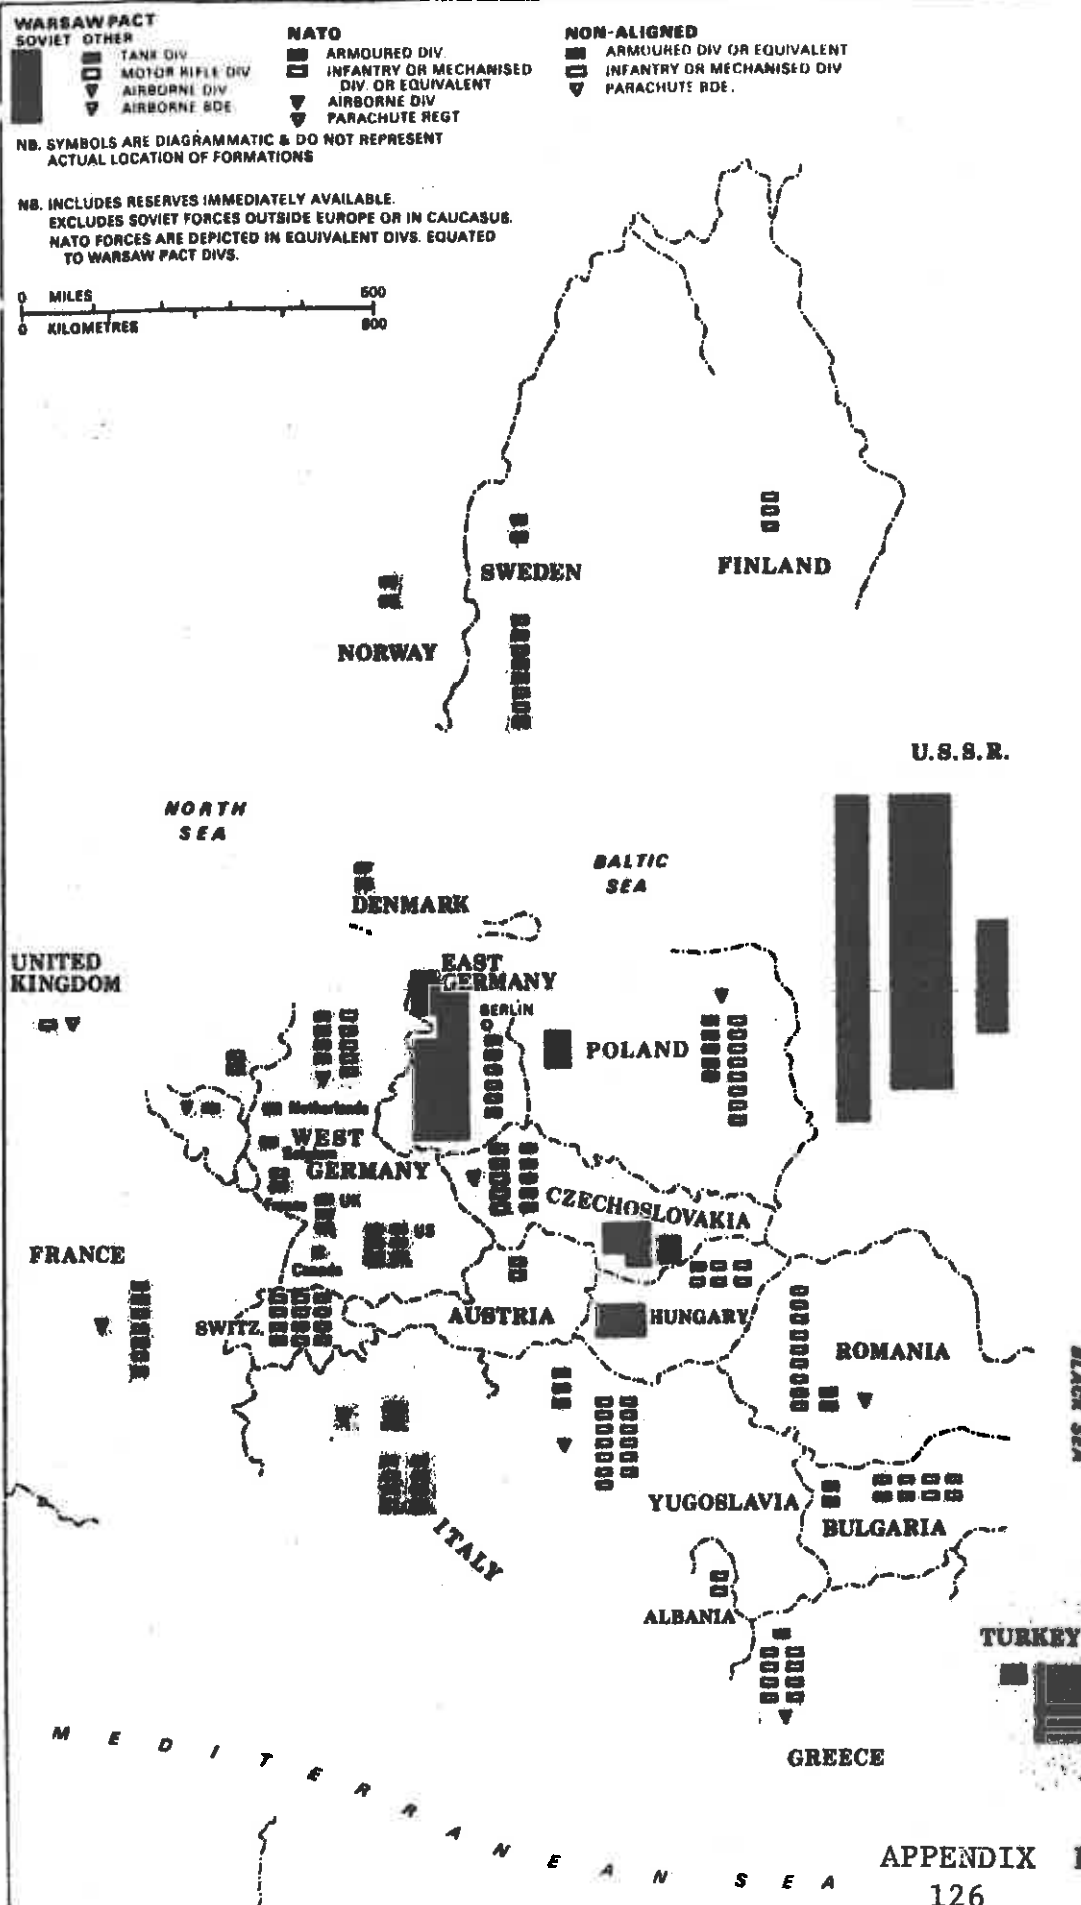 WARSAW PACT
SOVIET OTHER
TANK DIV
MOTOR RIFLE DIV
AIRBORNE DIV
AIRBORNE BDE
NATO
ARMOURED DIV
INFANTRY OR MECHANISED
DIV. OR EQUIVALENT
AIRBORNE DIV
PARACHUTE REGT
NON-ALIGNED
ARMOURED DIV OR EQUIVALENT
INFANTRY OR MECHANISED DIV
PARACHUTE BDE.
NB. SYMBOLS ARE DIAGRAMMATIC & DO NOT REPRESENT
ACTUAL LOCATION OF FORMATIONS
NB. INCLUDES RESERVES IMMEDIATELY AVAILABLE.
EXCLUDES SOVIET FORCES OUTSIDE EUROPE OR IN CAUCASUS.
NATO FORCES ARE DEPICTED IN EQUIVALENT DIVS. EQUATED
TO WARSAW PACT DIVS.
0 MILES 500
0 KILOMETRES 800
SWEDEN
FINLAND
NORWAY
U.S.S.R.
NORTH
SEA
BALTIC
SEA
DENMARK
UNITED
KINGDOM
EAST
GERMANY
BERLIN
POLAND
Netherlands
WEST
Belgium
GERMANY
France
UK
US
Canada
CZECHOSLOVAKIA
FRANCE
SWITZ.
AUSTRIA
HUNGARY
ROMANIA
BLACK SEA
YUGOSLAVIA
BULGARIA
ITALY
ALBANIA
TURKEY
GREECE
MEDITERRANEAN SEA
APPENDIX
126